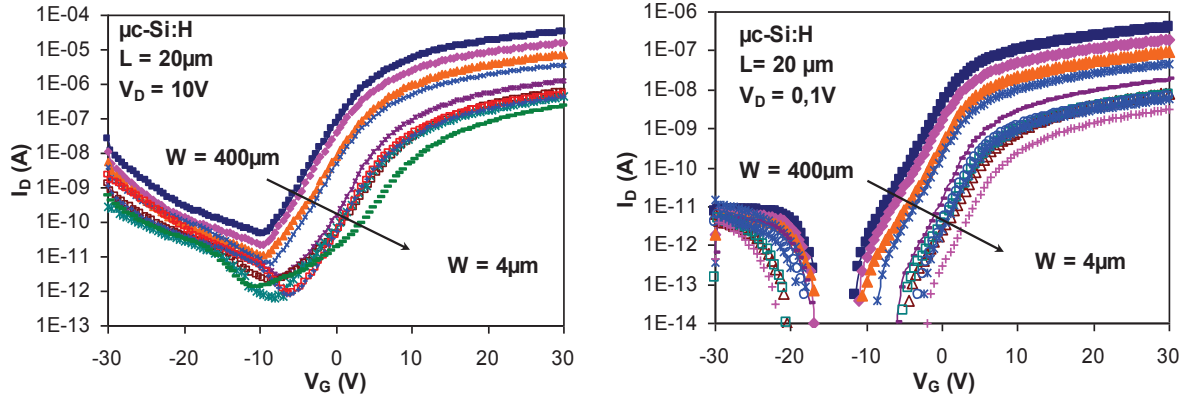 1E-04
1E-05
1E-06
1E-07
1E-08
1E-09
1E-10
1E-11
1E-12
1E-13
I_D (A)
µc-Si:H
L = 20µm
V_D = 10V
W = 400µm
W = 4µm
-30 -20 -10 0 10 20 30
V_G (V)
1E-06
1E-07
1E-08
1E-09
1E-10
1E-11
1E-12
1E-13
1E-14
I_D (A)
µc-Si:H
L= 20 µm
V_D = 0,1V
W = 400µm
W = 4µm
-30 -20 -10 0 10 20 30
V_G (V)